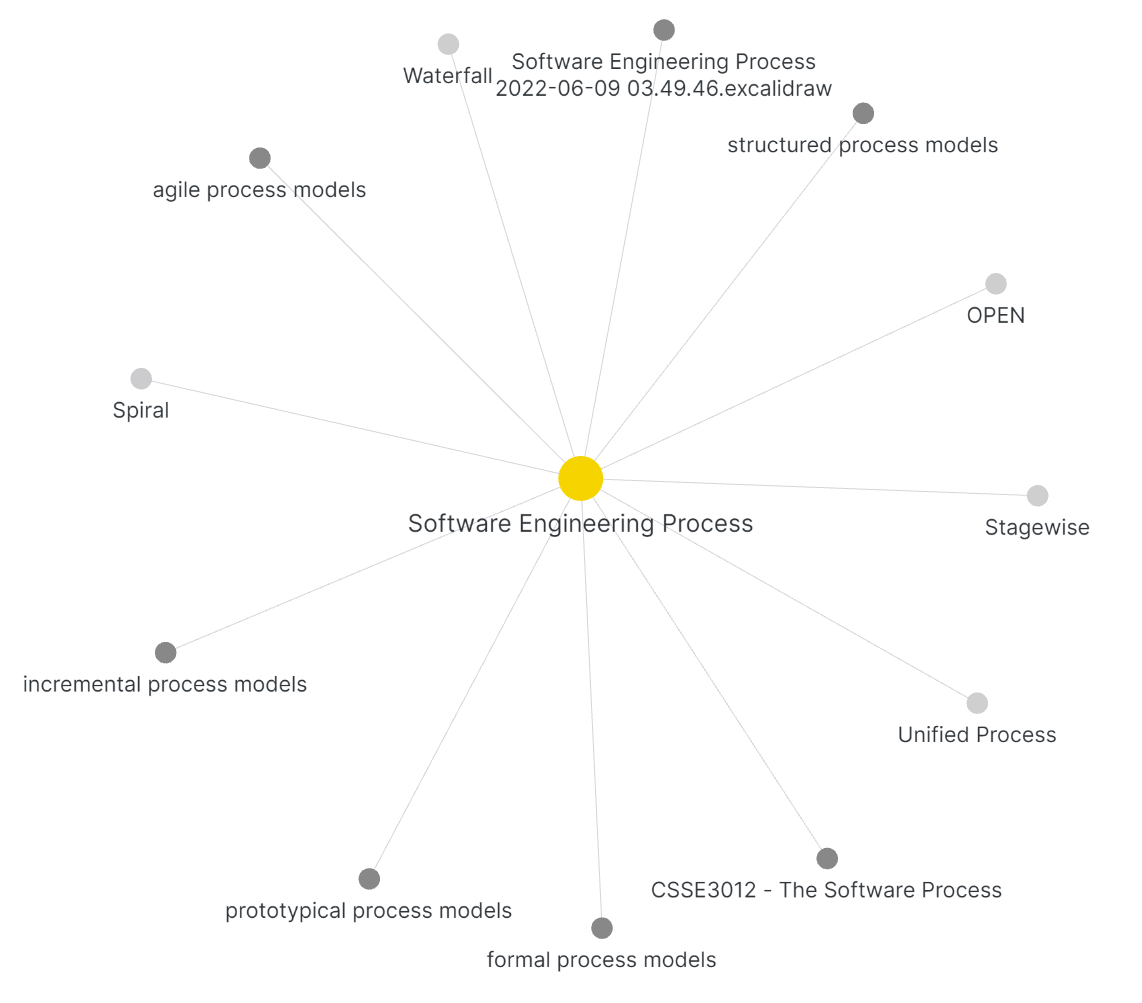 Waterfall
Software Engineering Process
2022-06-09 03.49.46.excalidraw
structured process models
agile process models
OPEN
Spiral
Software Engineering Process
Stagewise
incremental process models
Unified Process
CSSE3012 - The Software Process
prototypical process models
formal process models